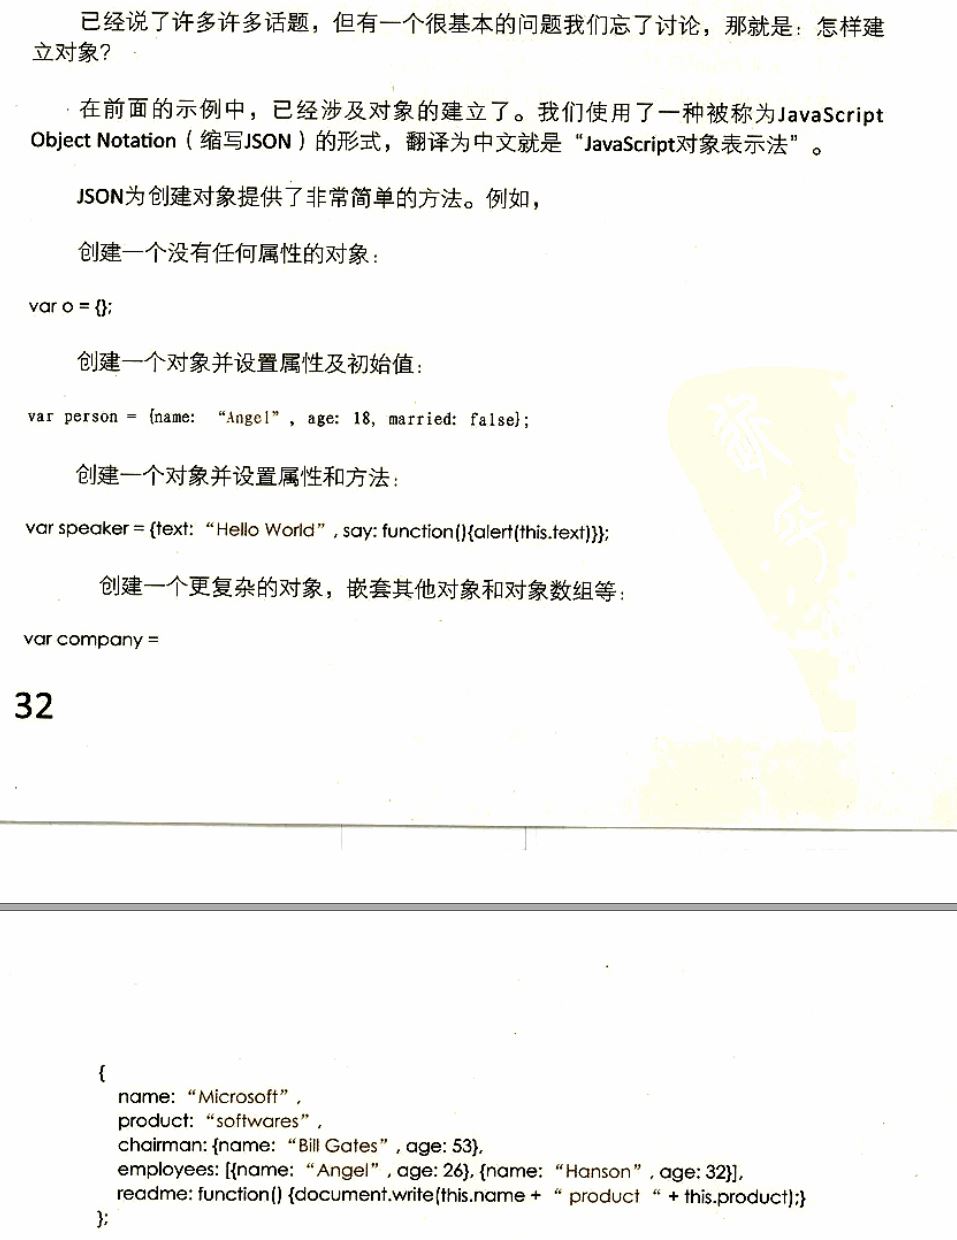 已经说了许多许多话题，但有一个很基本的问题我们忘了讨论，那就是：怎样建
立对象？
在前面的示例中，已经涉及对象的建立了。我们使用了一种被称为JavaScript
Object Notation（缩写JSON）的形式，翻译为中文就是“JavaScript对象表示法”。
JSON为创建对象提供了非常简单的方法。例如，
创建一个没有任何属性的对象：
var o = {};
创建一个对象并设置属性及初始值：
var person = {name: “Angel”, age: 18, married: false};
创建一个对象并设置属性和方法：
var speaker = {text: “Hello World”, say: function(){alert(this.text)}};
创建一个更复杂的对象，嵌套其他对象和对象数组等：
var company =
32
{
name: “Microsoft”,
product: “softwares”,
chairman: {name: “Bill Gates”, age: 53},
employees: [{name: “Angel”, age: 26}, {name: “Hanson”, age: 32}],
readme: function() {document.write(this.name + “ product “ + this.product);}
};